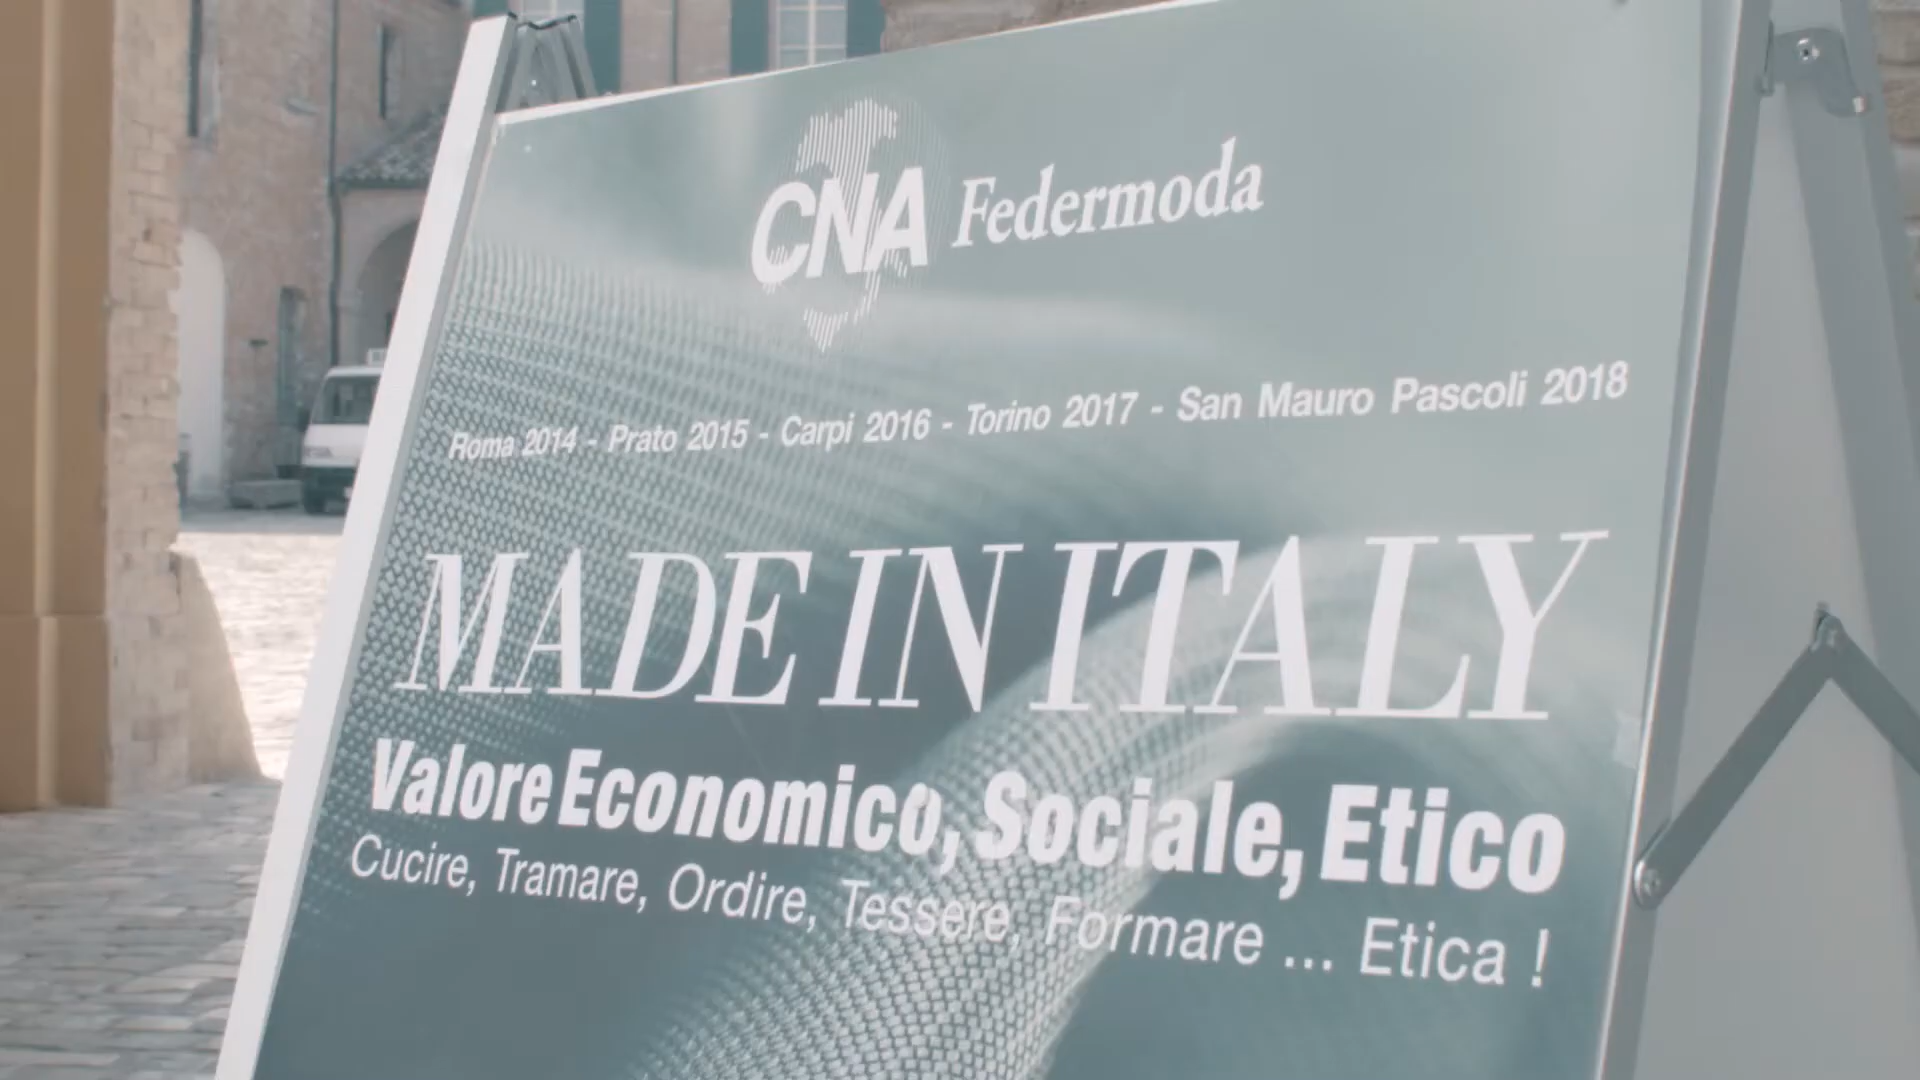 CNA Federmoda
Roma 2014 - Prato 2015 - Carpi 2016 - Torino 2017 - San Mauro Pascoli 2018
MADE IN ITALY
Valore Economico, Sociale, Etico
Cucire, Tramare, Ordire, Tessere, Formare ... Etica !